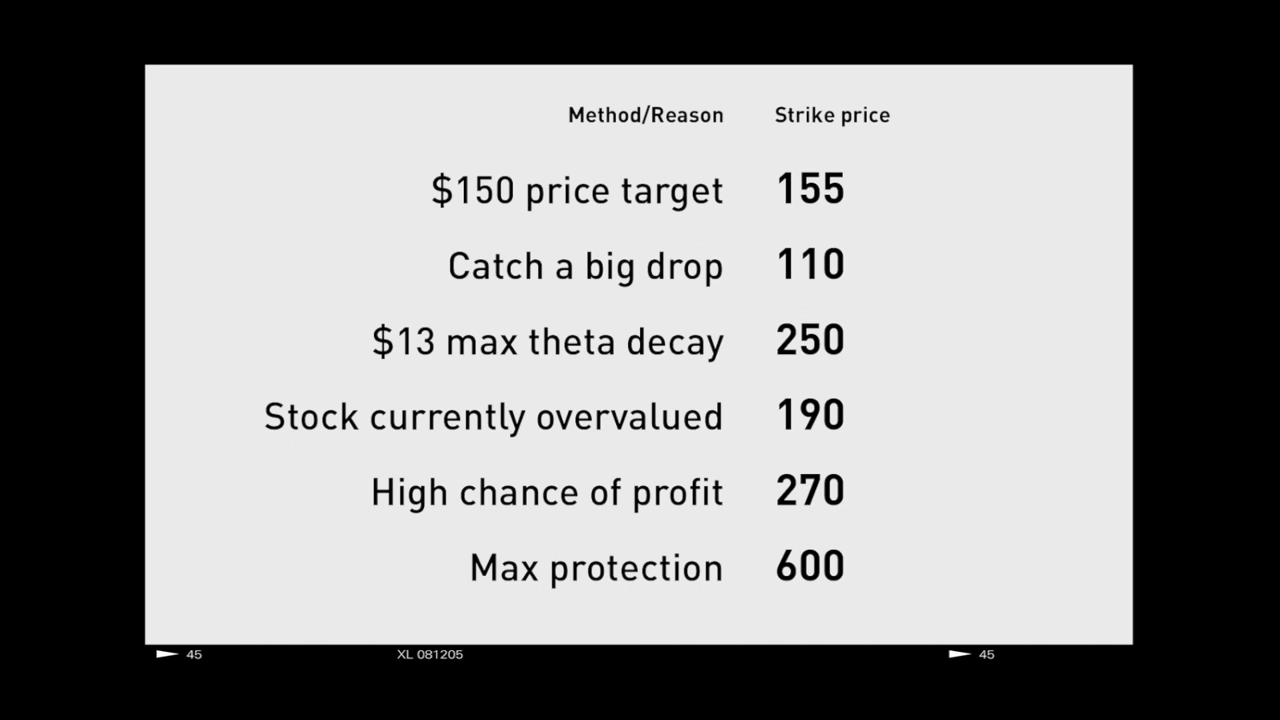 Method/Reason Strike price
$150 price target 155
Catch a big drop 110
$13 max theta decay 250
Stock currently overvalued 190
High chance of profit 270
Max protection 600
45 XL 081205 45